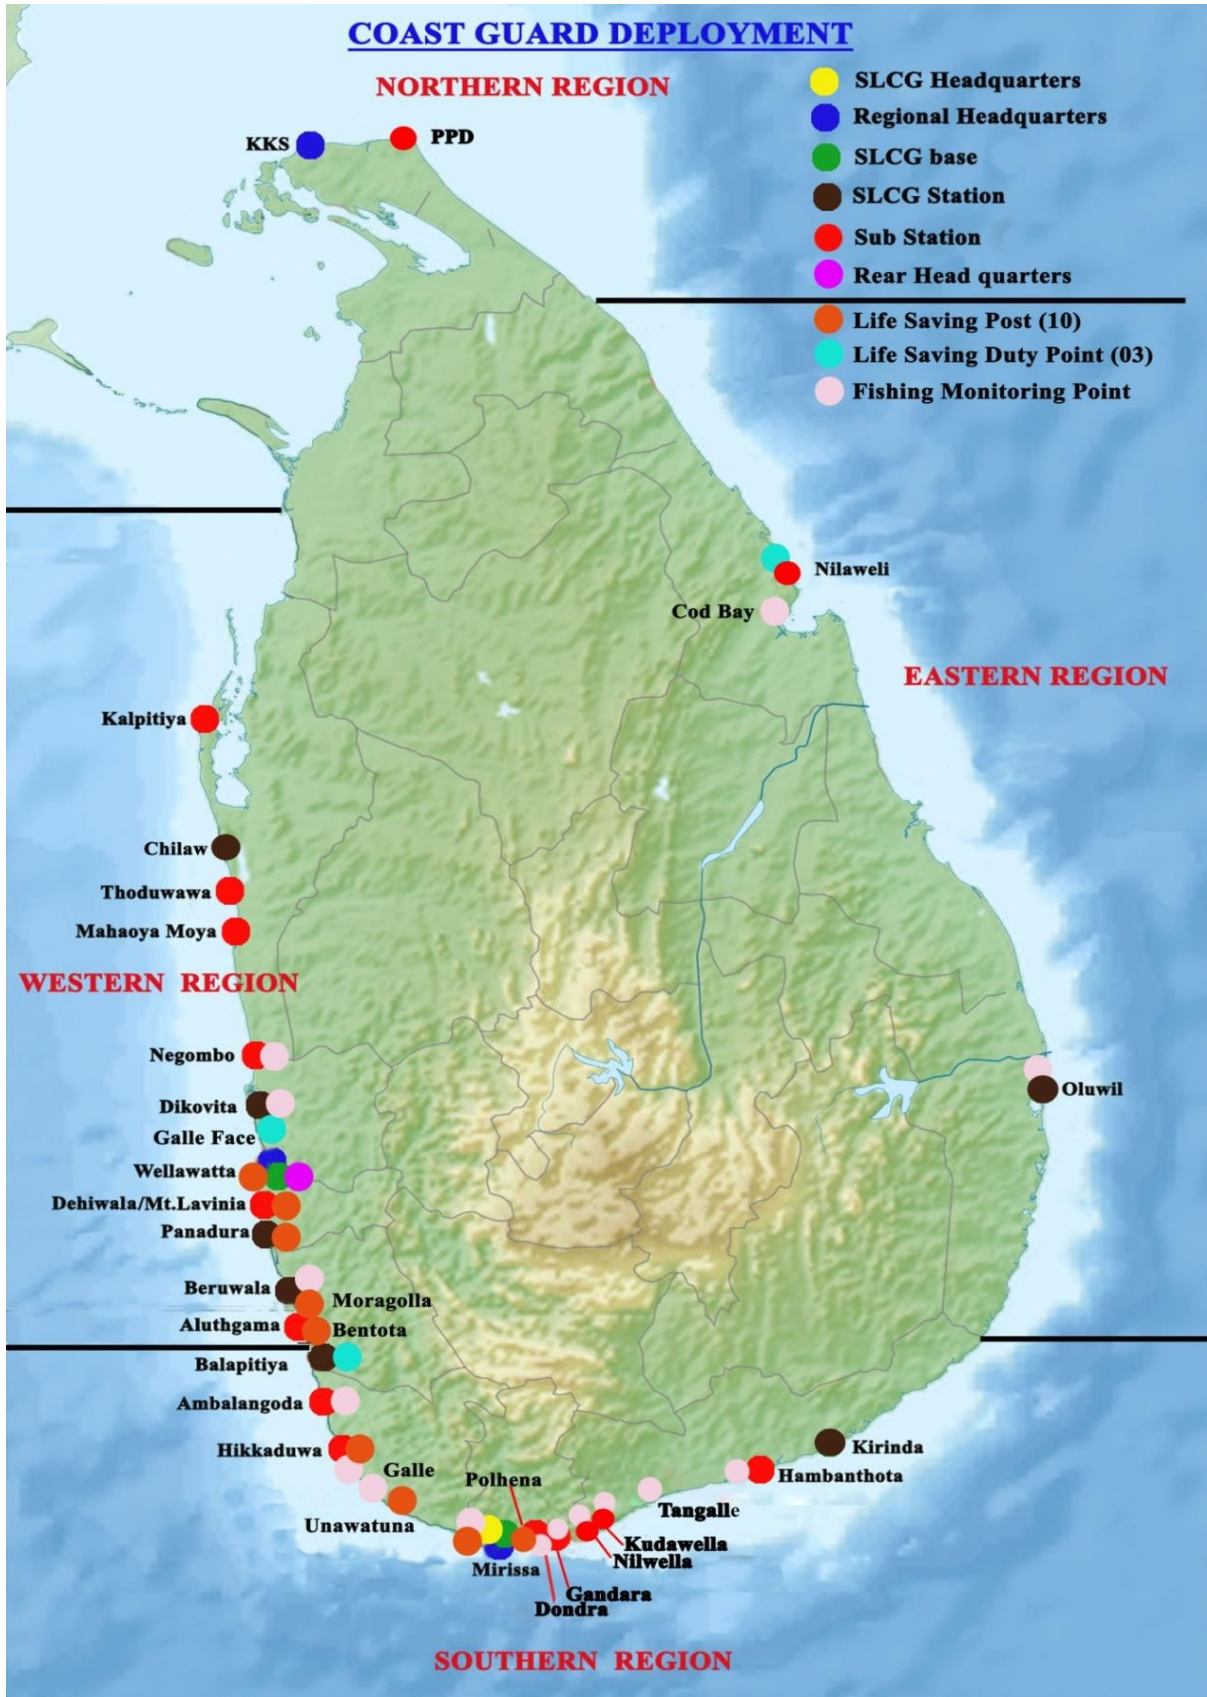 COAST GUARD DEPLOYMENT
NORTHERN REGION
SLCG Headquarters
Regional Headquarters
SLCG base
SLCG Station
Sub Station
Rear Head quarters
Life Saving Post (10)
Life Saving Duty Point (03)
Fishing Monitoring Point
KKS
PPD
Nilaweli
Cod Bay
EASTERN REGION
Kalpitiya
Chilaw
Thoduwawa
Mahaoya Moya
WESTERN REGION
Negombo
Oluwil
Dikovita
Galle Face
Wellawatta
Dehiwala/Mt.Lavinia
Panadura
Beruwala
Moragolla
Aluthgama
Bentota
Balapitiya
Ambalangoda
Hikkaduwa
Kirinda
Galle
Polhena
Hambanthota
Unawatuna
Tangalle
Kudawella
Nilwella
Mirissa
Gandara
Dondra
SOUTHERN REGION